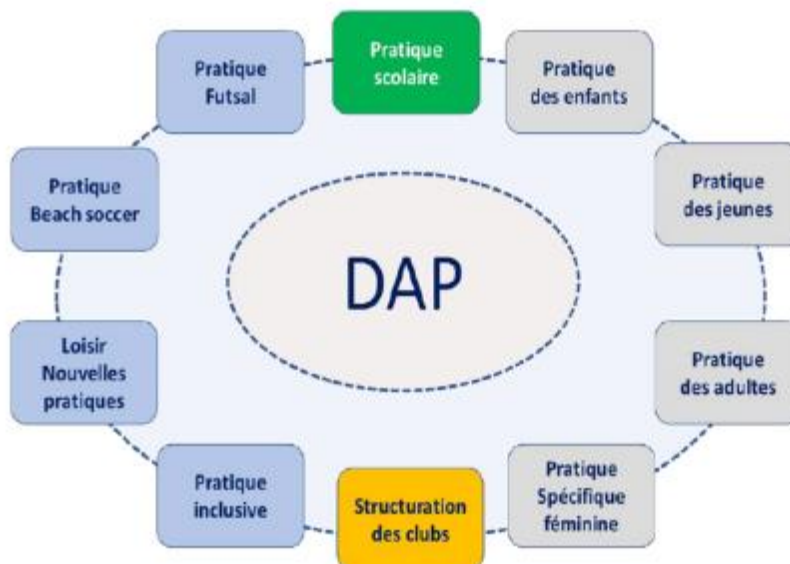 Pratique
scolaire
Pratique
des enfants
Pratique
des jeunes
Pratique
des adultes
Pratique
Spécifique
féminine
Structuration
des clubs
Pratique
inclusive
Loisir
Nouvelles
pratiques
Pratique
Beach soccer
Pratique
Futsal
DAP